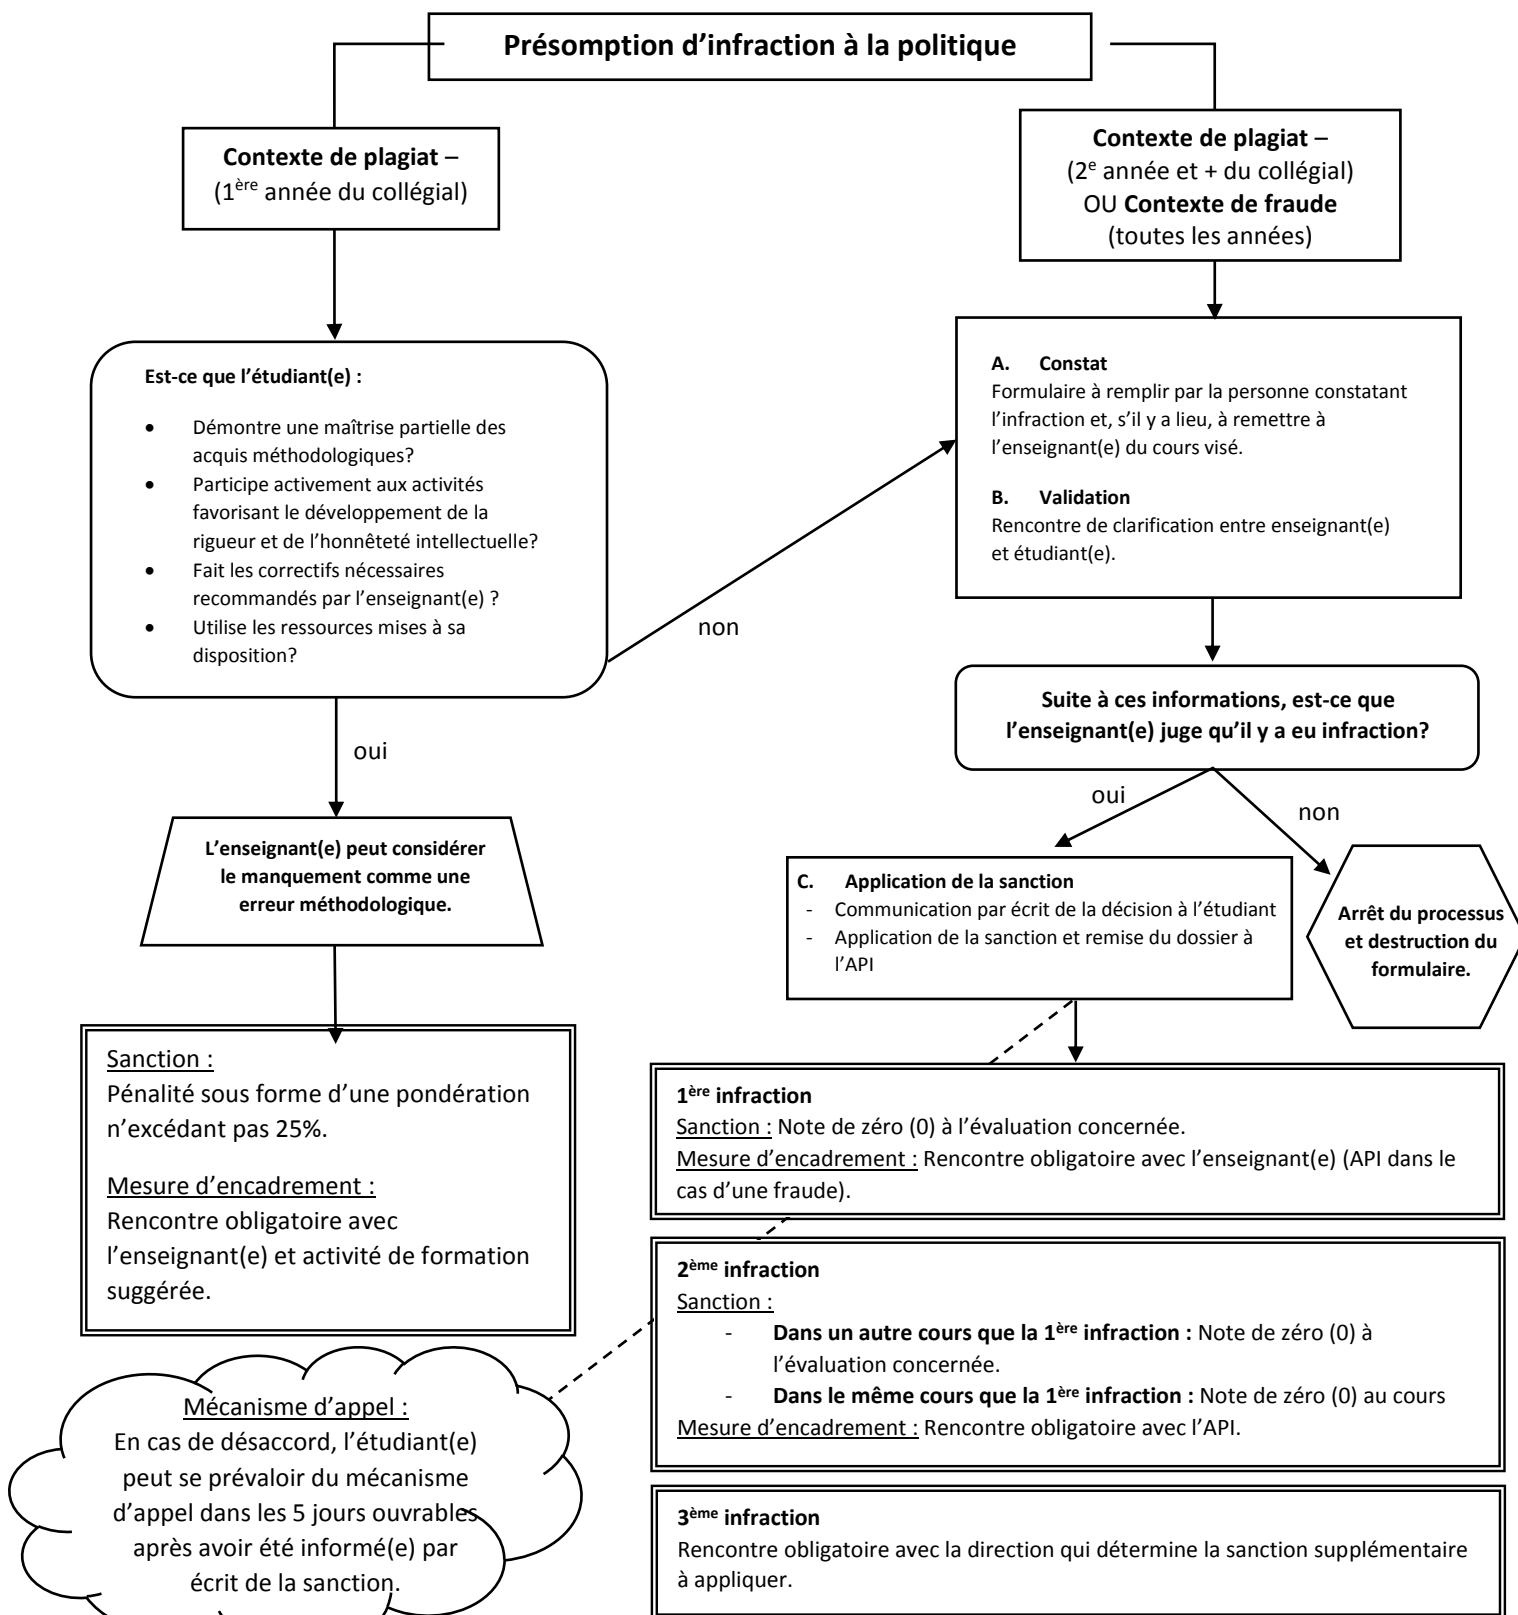 Présomption d’infraction à la politique
Contexte de plagiat –
(1ère année du collégial)
Contexte de plagiat –
(2e année et + du collégial)
OU Contexte de fraude
(toutes les années)
Est-ce que l’étudiant(e) :
• Démontre une maîtrise partielle des
acquis méthodologiques?
• Participe activement aux activités
favorisant le développement de la
rigueur et de l’honnêteté intellectuelle?
• Fait les correctifs nécessaires
recommandés par l’enseignant(e) ?
• Utilise les ressources mises à sa
disposition?
A. Constat
Formulaire à remplir par la personne constatant
l’infraction et, s’il y a lieu, à remettre à
l’enseignant(e) du cours visé.
B. Validation
Rencontre de clarification entre enseignant(e)
et étudiant(e).
non
oui
Suite à ces informations, est-ce que
l’enseignant(e) juge qu’il y a eu infraction?
oui
non
L’enseignant(e) peut considérer
le manquement comme une
erreur méthodologique.
C. Application de la sanction
- Communication par écrit de la décision à l’étudiant
- Application de la sanction et remise du dossier à
l’API
Arrêt du processus
et destruction du
formulaire.
Sanction :
Pénalité sous forme d’une pondération
n’excédant pas 25%.
Mesure d’encadrement :
Rencontre obligatoire avec
l’enseignant(e) et activité de formation
suggérée.
1ère infraction
Sanction : Note de zéro (0) à l’évaluation concernée.
Mesure d’encadrement : Rencontre obligatoire avec l’enseignant(e) (API dans le
cas d’une fraude).
2ème infraction
Sanction :
- Dans un autre cours que la 1ère infraction : Note de zéro (0) à
l’évaluation concernée.
- Dans le même cours que la 1ère infraction : Note de zéro (0) au cours
Mesure d’encadrement : Rencontre obligatoire avec l’API.
Mécanisme d’appel :
En cas de désaccord, l’étudiant(e)
peut se prévaloir du mécanisme
d’appel dans les 5 jours ouvrables
après avoir été informé(e) par
écrit de la sanction.
3ème infraction
Rencontre obligatoire avec la direction qui détermine la sanction supplémentaire
à appliquer.